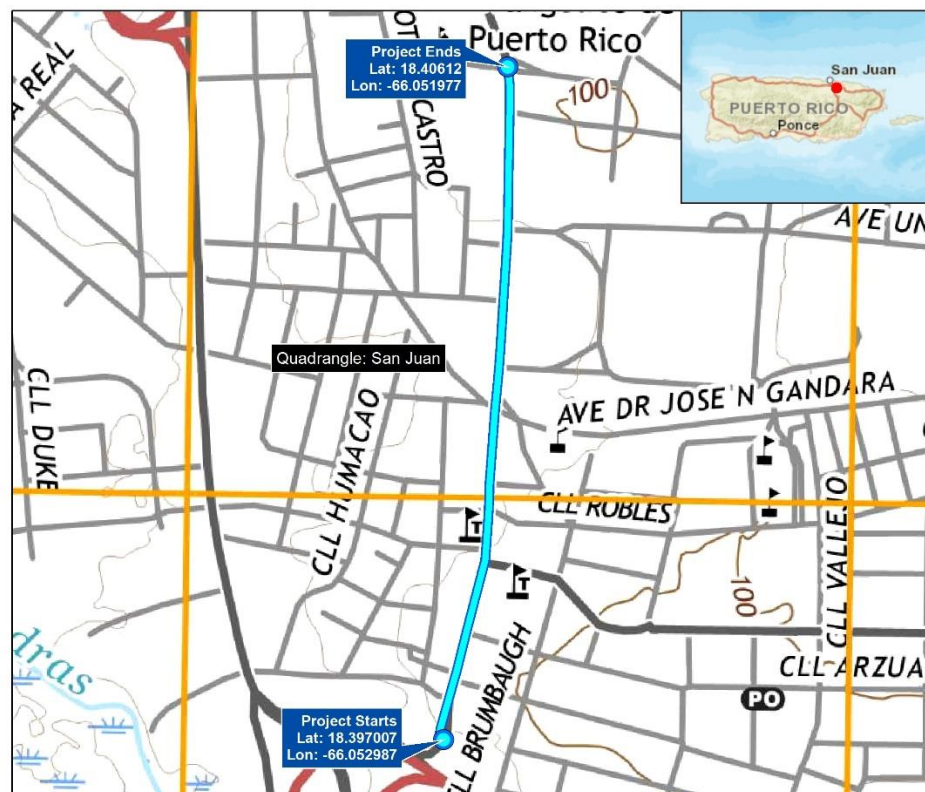 Puerto Rico
Project Ends
Lat: 18.40612
Lon: -66.051977
San Juan
PUERTO RICO
Ponce
A REAL
CASTRO
100
AVE UN
Quadrangle: San Juan
CLL DUKE
CLL HUMACAO
AVE DR JOSE N GANDARA
CLL ROBLES
CLL VALLENO
T
T
100
CLL ARZUA
dras
CLL BRUMBAUGH
PO
Project Starts
Lat: 18.397007
Lon: -66.052987